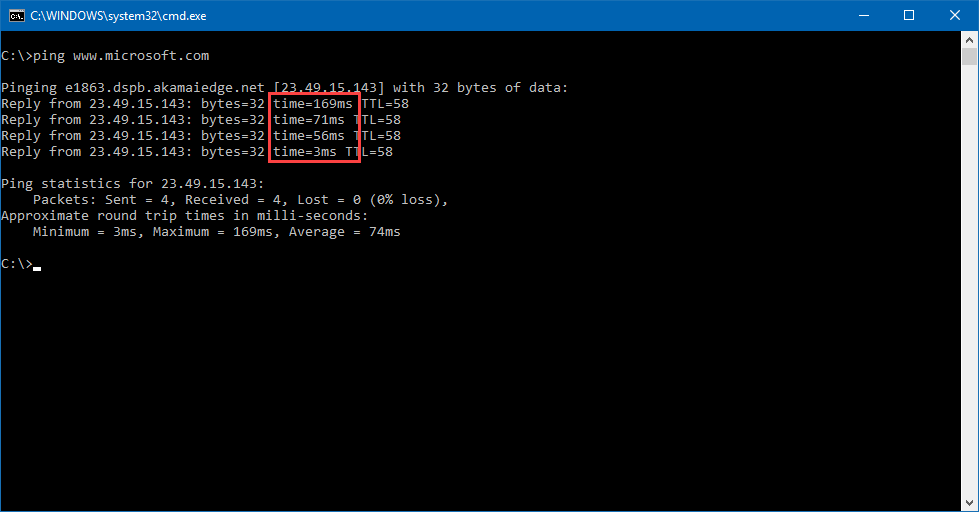 C:\WINDOWS\system32\cmd.exe
C:\>ping www.microsoft.com
Pinging e1863.dspb.akamaiedge.net [23.49.15.143] with 32 bytes of data:
Reply from 23.49.15.143: bytes=32 time=169ms TTL=58
Reply from 23.49.15.143: bytes=32 time=71ms TTL=58
Reply from 23.49.15.143: bytes=32 time=56ms TTL=58
Reply from 23.49.15.143: bytes=32 time=3ms TTL=58
Ping statistics for 23.49.15.143:
Packets: Sent = 4, Received = 4, Lost = 0 (0% loss),
Approximate round trip times in milli-seconds:
Minimum = 3ms, Maximum = 169ms, Average = 74ms
C:\>